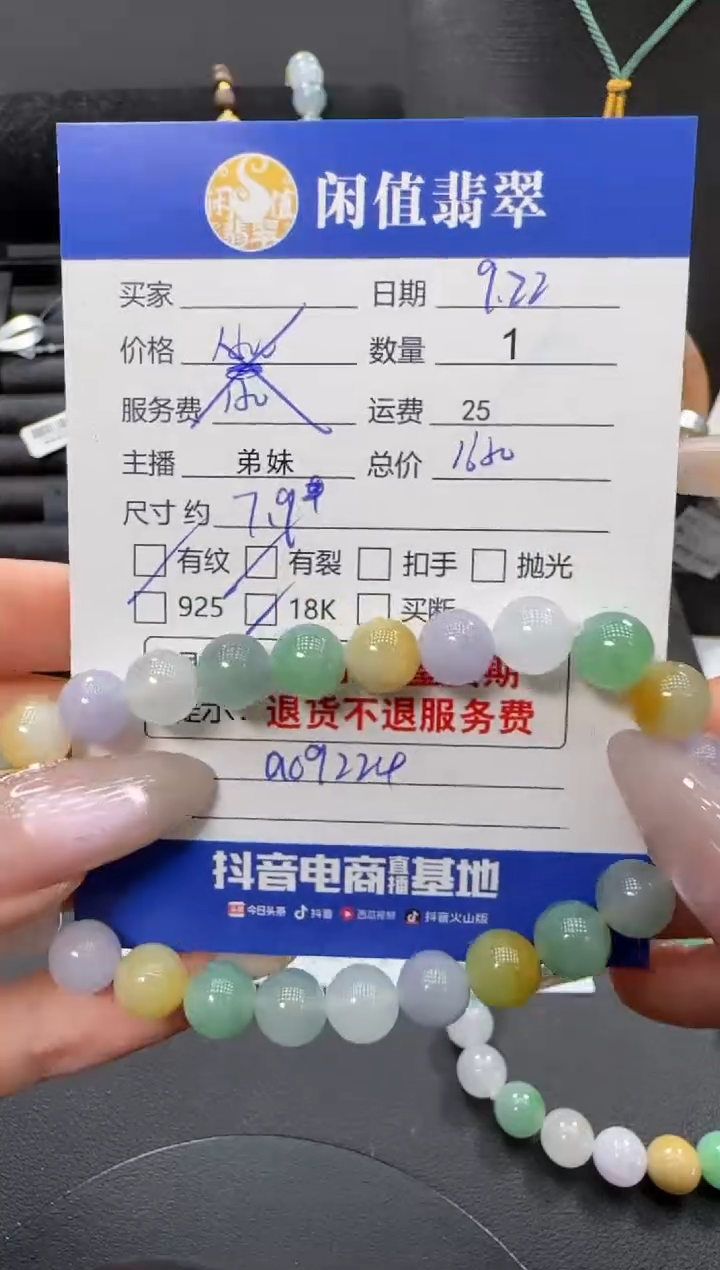 闲值翡翠
买家 日期 9.22
价格 数量 1
服务费 运费 25
主播 弟妹 总价 1680
尺寸 约 7.9
有纹 有裂 扣手 抛光
925 18K 买断
期
退货不退服务费
a09224
抖音电商直播基地
今日头条 抖音 西瓜视频 抖音火山版